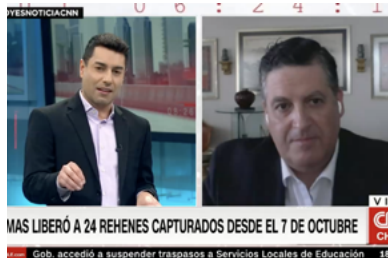 OYESNOTICIACNN
0 6 : 2 4 : 1
MAS LIBERÓ A 24 REHENES CAPTURADOS DESDE EL 7 DE OCTUBRE
Gob. accedió a suspender traspasos a Servicios Locales de Educación